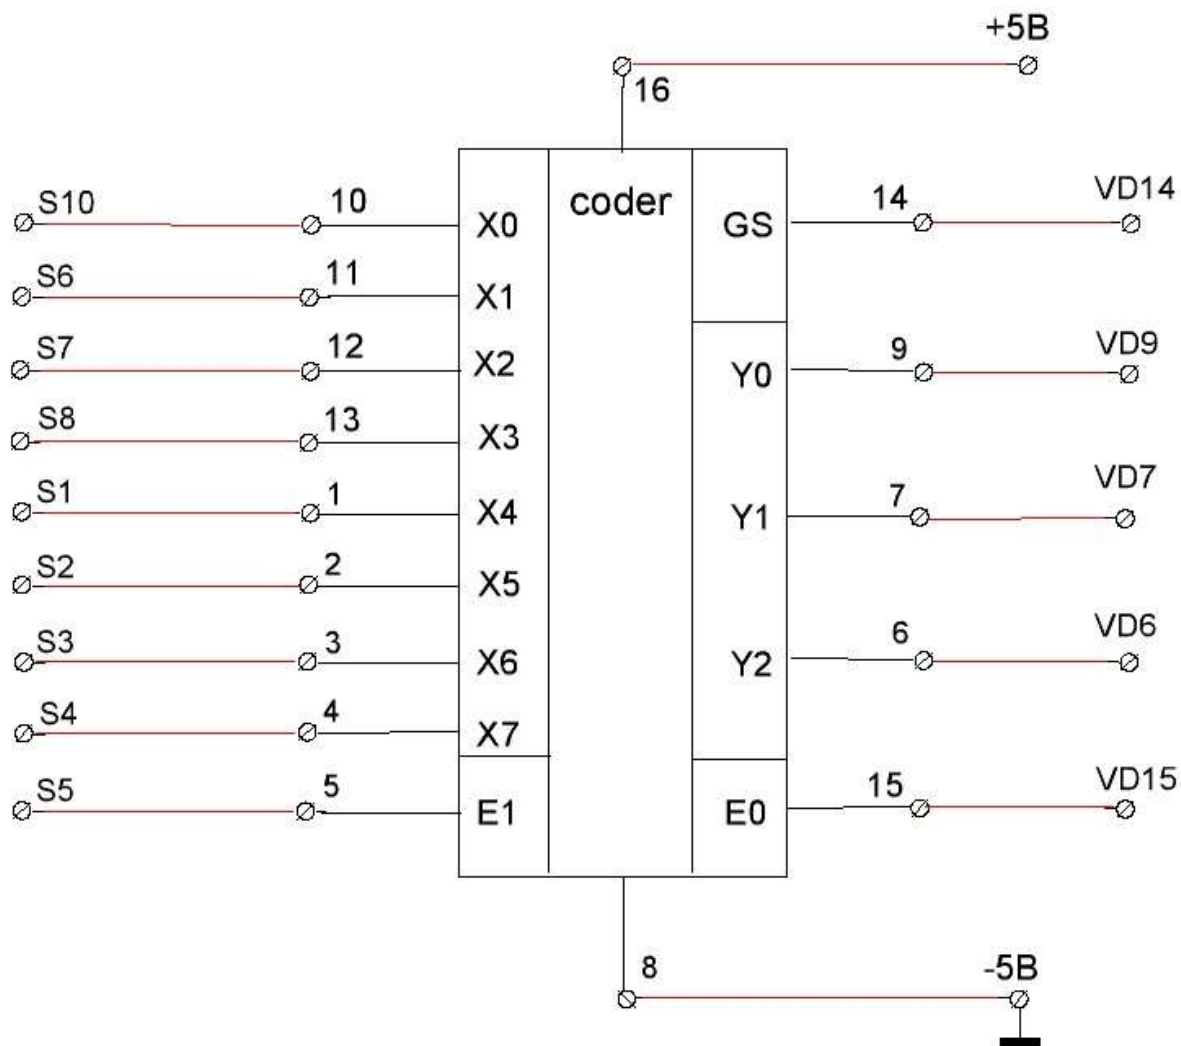 +5В
16
S10 10 X0 coder GS 14 VD14
S6 11 X1
S7 12 X2 Y0 9 VD9
S8 13 X3
S1 1 X4 Y1 7 VD7
S2 2 X5
S3 3 X6 Y2 6 VD6
S4 4 X7
S5 5 E1 E0 15 VD15
8 -5В